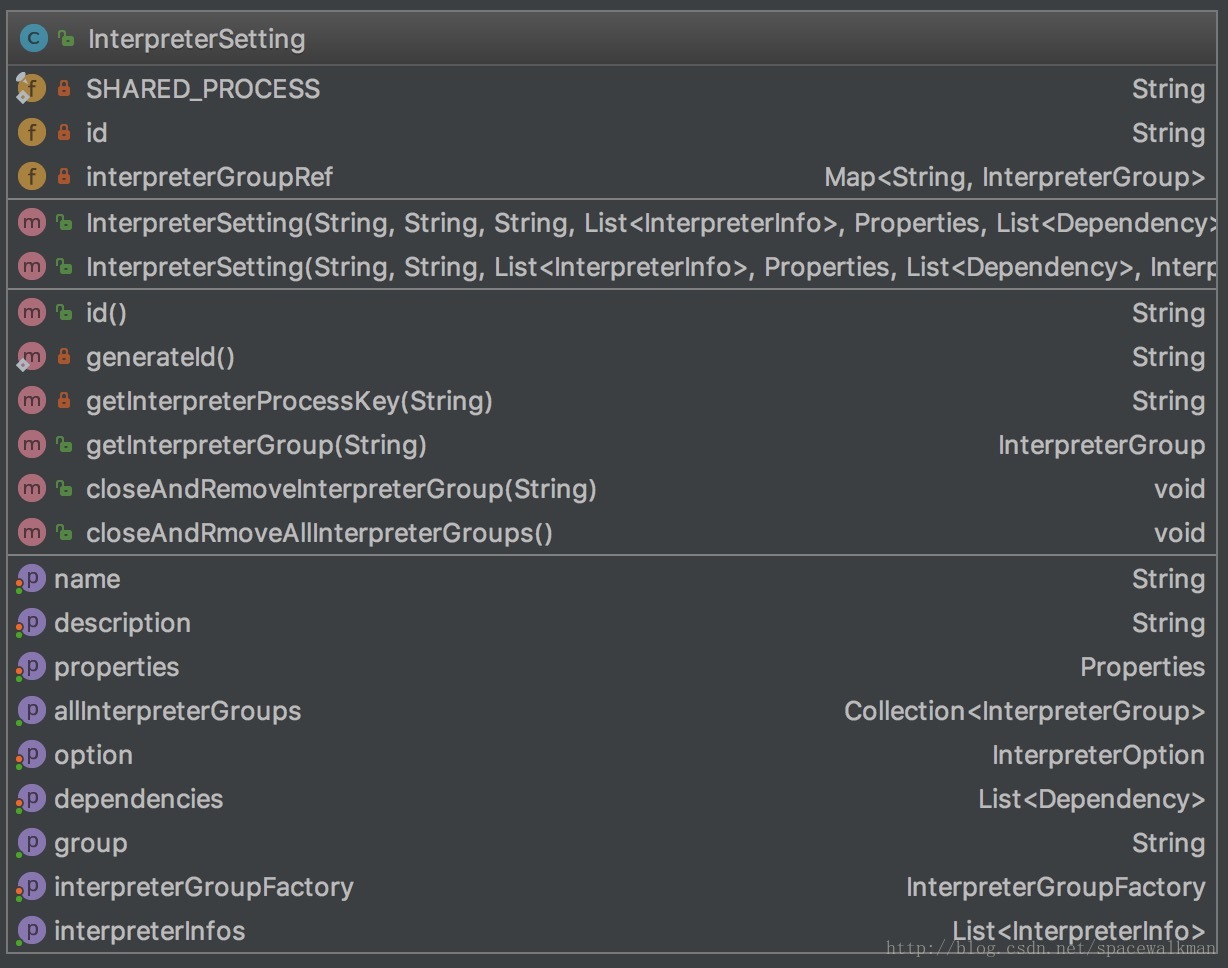 InterpreterSetting
SHARED_PROCESS String
id String
interpreterGroupRef Map<String, InterpreterGroup>
InterpreterSetting(String, String, String, List<InterpreterInfo>, Properties, List<Dependency>
InterpreterSetting(String, String, List<InterpreterInfo>, Properties, List<Dependency>, Interp
id() String
generateId() String
getInterpreterProcessKey(String) String
getInterpreterGroup(String) InterpreterGroup
closeAndRemoveInterpreterGroup(String) void
closeAndRmoveAllInterpreterGroups() void
name String
description String
properties Properties
allInterpreterGroups Collection<InterpreterGroup>
option InterpreterOption
dependencies List<Dependency>
group String
interpreterGroupFactory InterpreterGroupFactory
interpreterInfos List<InterpreterInfo>
http://blog.csdn.net/spacewalkman